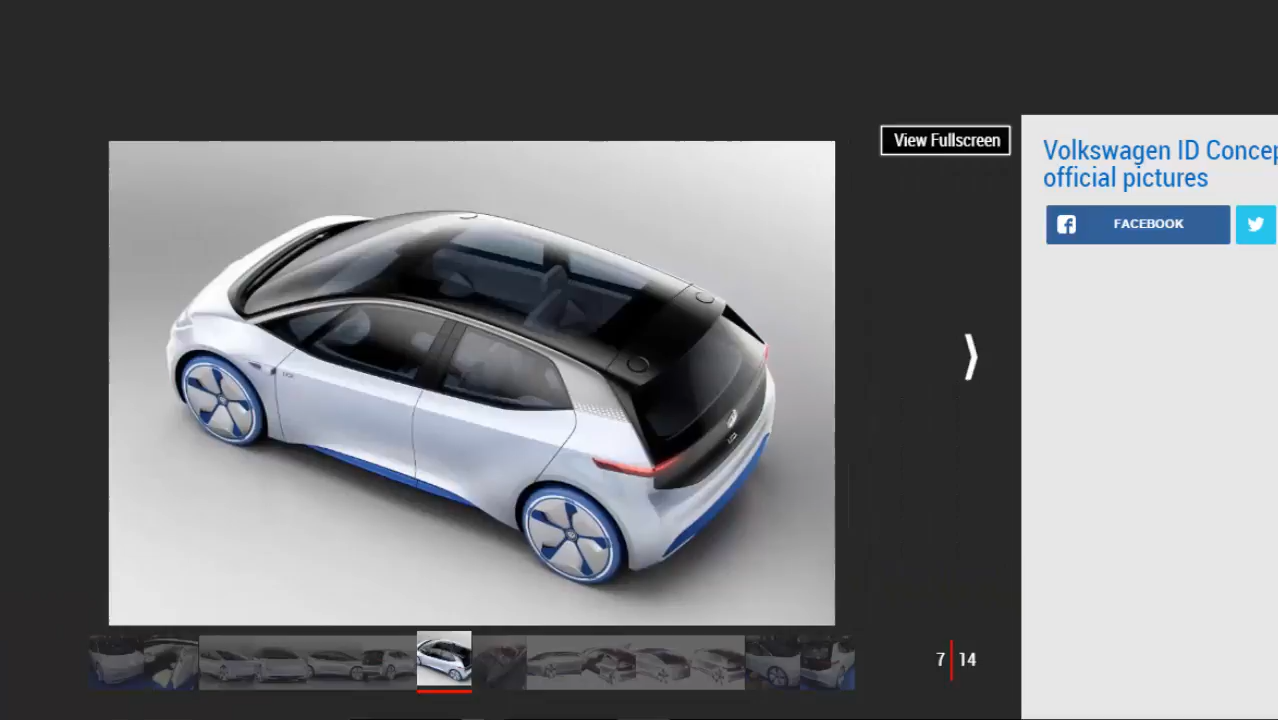 View Fullscreen
Volkswagen ID Concep
official pictures
FACEBOOK
7 14